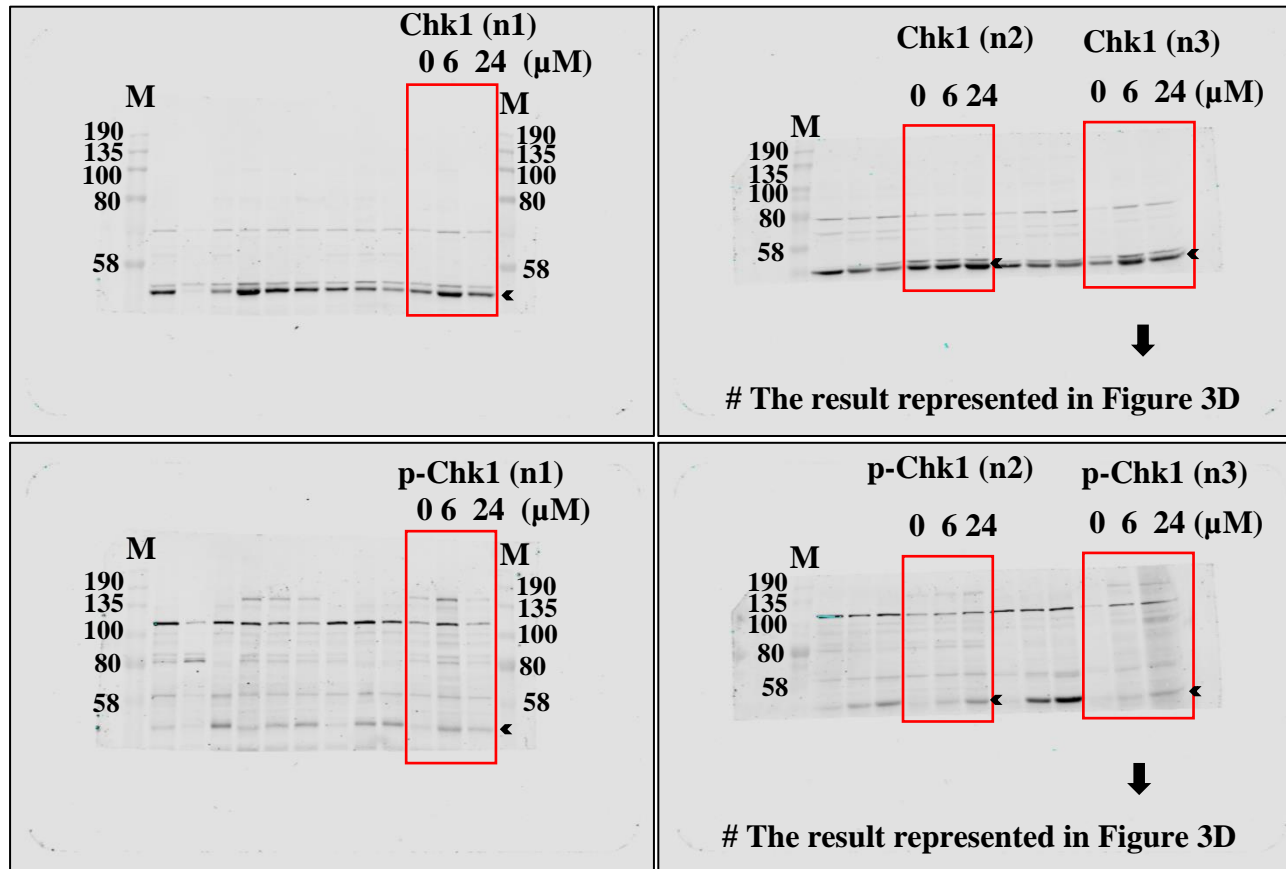 Chk1 (n1)
0 6 24 (µM)
M
M
190
135
100
80
58
190
135
100
80
58
Chk1 (n2)
Chk1 (n3)
0 6 24
0 6 24 (µM)
M
190
135
100
80
58
# The result represented in Figure 3D
p-Chk1 (n1)
0 6 24 (µM)
M
M
190
135
100
80
58
190
135
100
80
58
p-Chk1 (n2)
p-Chk1 (n3)
0 6 24
0 6 24 (µM)
M
190
135
100
80
58
# The result represented in Figure 3D